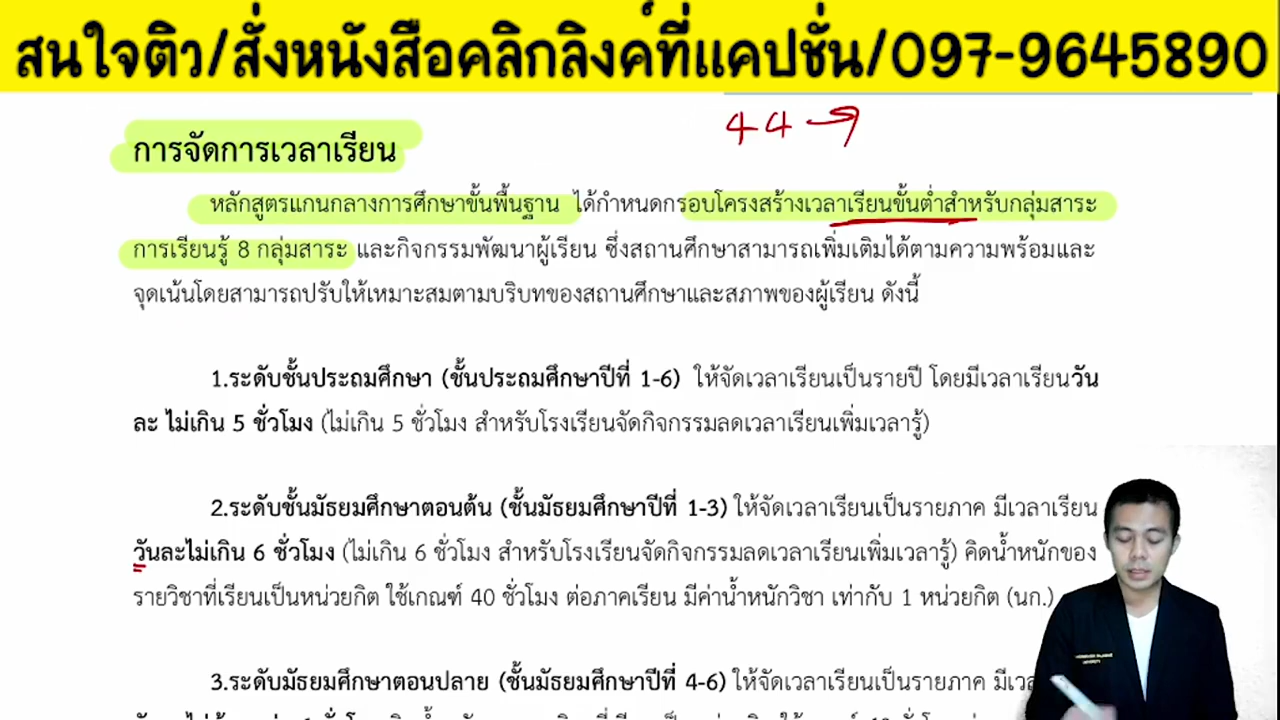 สนใจติว/สั่งหนังสือคลิกลิงค์ที่แคปชั่น/097-9645890
44
การจัดการเวลาเรียน
หลักสูตรแกนกลางการศึกษาขั้นพื้นฐาน ได้กำหนดกรอบโครงสร้างเวลาเรียนขั้นต่ำสำหรับกลุ่มสาระ
การเรียนรู้ 8 กลุ่มสาระ และกิจกรรมพัฒนาผู้เรียน ซึ่งสถานศึกษาสามารถเพิ่มเติมได้ตามความพร้อมและ
จุดเน้นโดยสามารถปรับให้เหมาะสมตามบริบทของสถานศึกษาและสภาพของผู้เรียน ดังนี้
1.ระดับชั้นประถมศึกษา (ชั้นประถมศึกษาปีที่ 1-6) ให้จัดเวลาเรียนเป็นรายปี โดยมีเวลาเรียนวัน
ละ ไม่เกิน 5 ชั่วโมง (ไม่เกิน 5 ชั่วโมง สำหรับโรงเรียนจัดกิจกรรมลดเวลาเรียนเพิ่มเวลารู้)
2.ระดับชั้นมัธยมศึกษาตอนต้น (ชั้นมัธยมศึกษาปีที่ 1-3) ให้จัดเวลาเรียนเป็นรายภาค มีเวลาเรียน
วันละไม่เกิน 6 ชั่วโมง (ไม่เกิน 6 ชั่วโมง สำหรับโรงเรียนจัดกิจกรรมลดเวลาเรียนเพิ่มเวลารู้) คิดน้ำหนักของ
รายวิชาที่เรียนเป็นหน่วยกิต ใช้เกณฑ์ 40 ชั่วโมง ต่อภาคเรียน มีค่าน้ำหนักวิชา เท่ากับ 1 หน่วยกิต (นก.)
3.ระดับมัธยมศึกษาตอนปลาย (ชั้นมัธยมศึกษาปีที่ 4-6) ให้จัดเวลาเรียนเป็นรายภาค